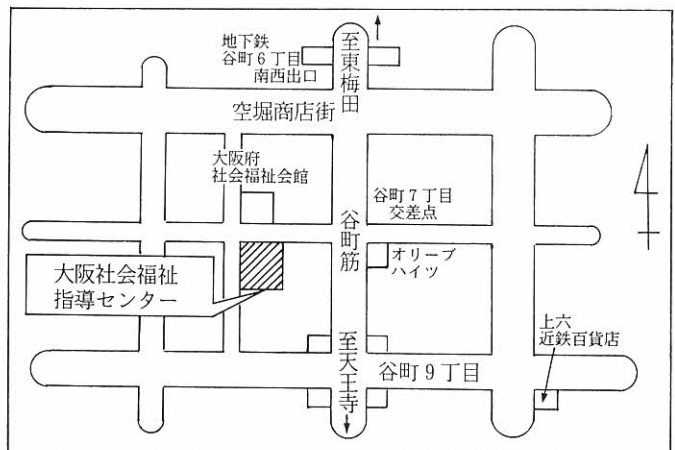 地下鉄
谷町6丁目
南西出口
至東梅田
空堀商店街
大阪府
社会福祉会館
谷町7丁目
交差点
谷町筋
オリーブ
ハイツ
大阪社会福祉
指導センター
上六
近鉄百貨店
至天王寺
谷町9丁目